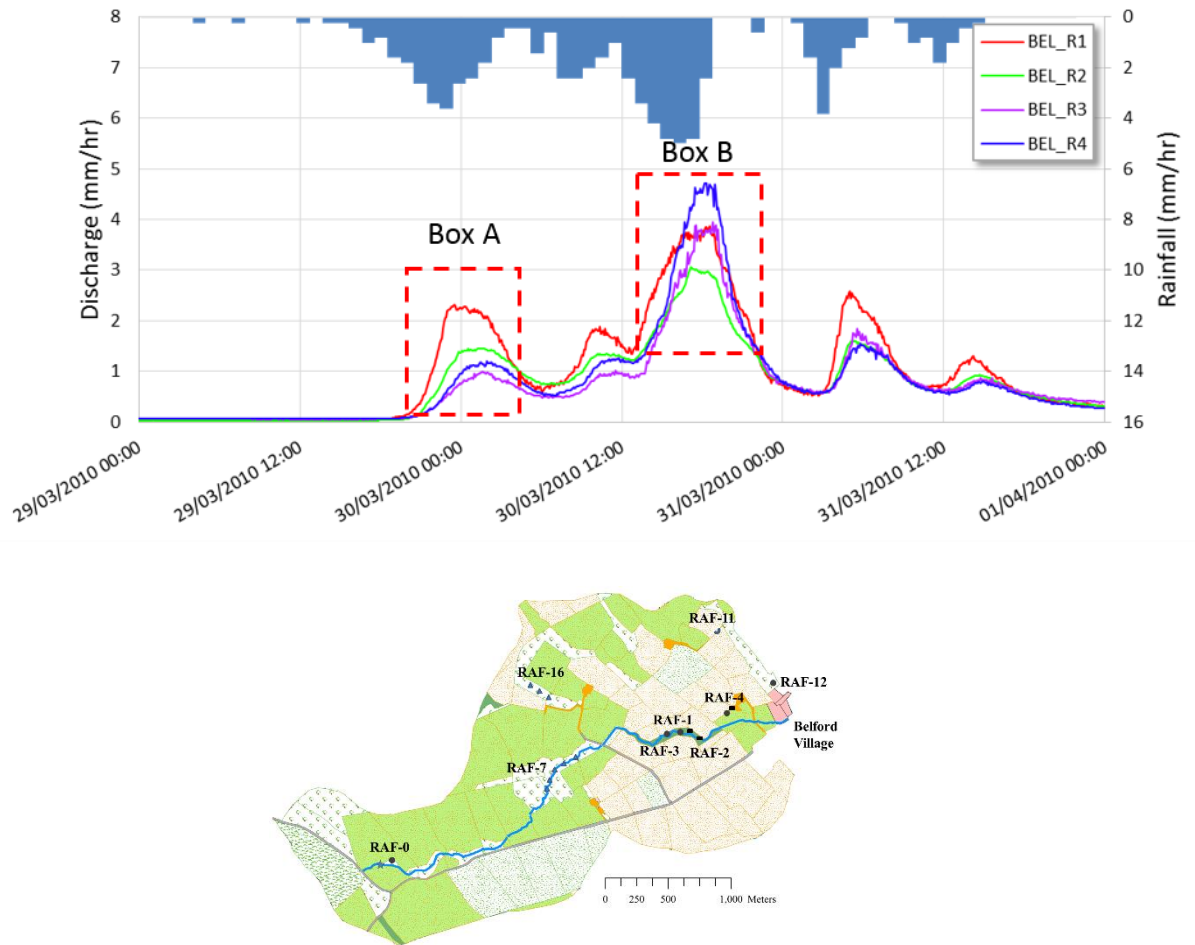 8
7
6
5
4
3
2
1
0
Discharge (mm/hr)
0
2
4
6
8
10
12
14
16
Rainfall (mm/hr)
BEL_R1
BEL_R2
BEL_R3
BEL_R4
Box A
Box B
29/03/2010 00:00
29/03/2010 12:00
30/03/2010 00:00
30/03/2010 12:00
31/03/2010 00:00
31/03/2010 12:00
01/04/2010 00:00
RAF-11
RAF-16
RAF-12
RAF-4
RAF-1
Belford
Village
RAF-3
RAF-2
RAF-7
RAF-0
0 250 500 1,000 Meters